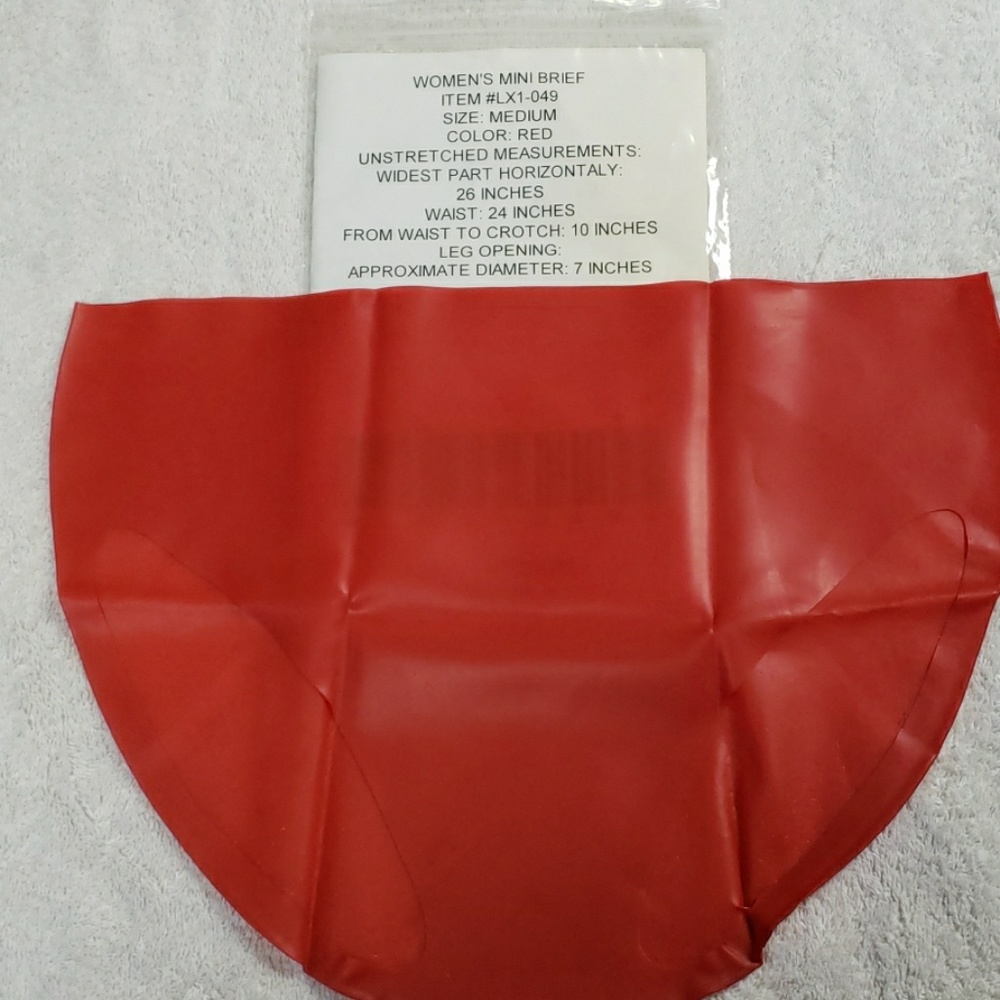 WOMEN'S MINI BRIEF
ITEM #LX1-049
SIZE: MEDIUM
COLOR: RED
UNSTRETCHED MEASUREMENTS:
WIDEST PART HORIZONTALY:
26 INCHES
WAIST: 24 INCHES
FROM WAIST TO CROTCH: 10 INCHES
LEG OPENING:
APPROXIMATE DIAMETER: 7 INCHES